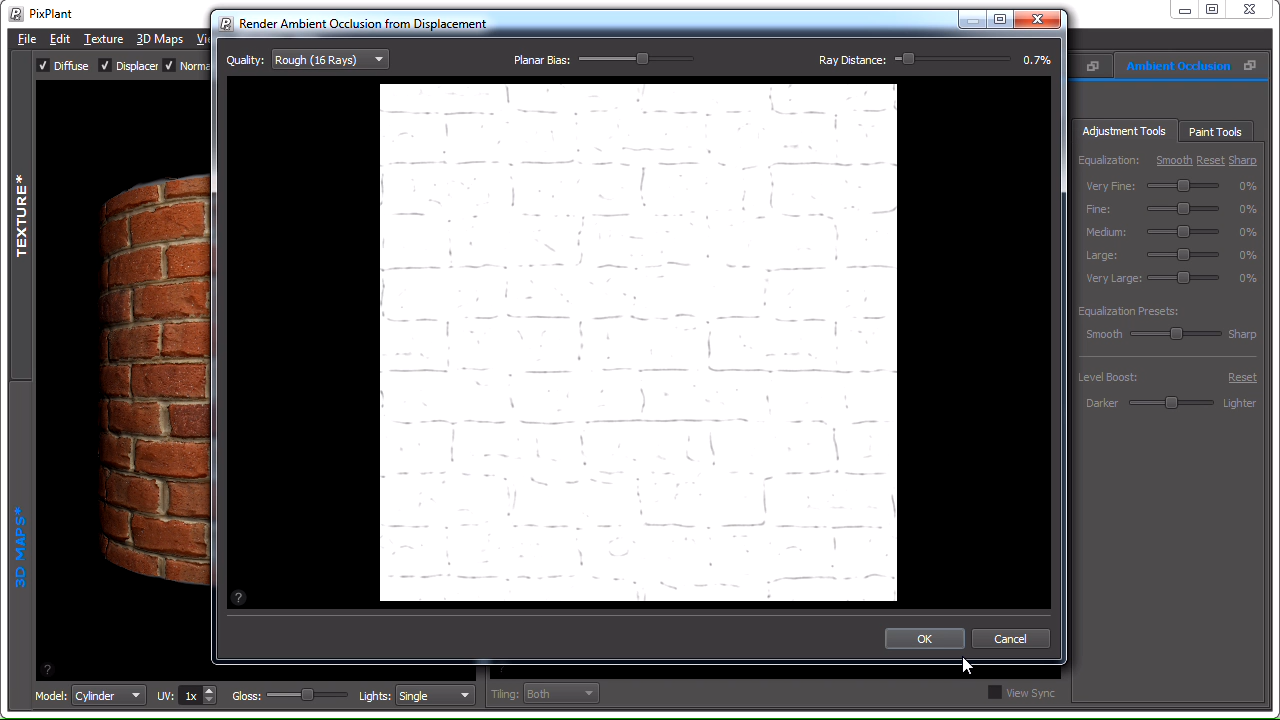 PixPlant
Render Ambient Occlusion from Displacement
File Edit Texture 3D Maps
Diffuse Displacer Norma
Quality: Rough (16 Rays) Planar Bias: Ray Distance: 0.7%
Ambient Occlusion
Adjustment Tools Paint Tools
Equalization: Smooth Reset Sharp
Very Fine: 0%
Fine: 0%
Medium: 0%
Large: 0%
Very Large: 0%
Equalization Presets:
Smooth Sharp
Level Boost: Reset
Darker Lighter
TEXTURE*
3D MAPS*
?
OK Cancel
?
Model: Cylinder UV: 1x Gloss: Lights: Single Tiling: Both View Sync